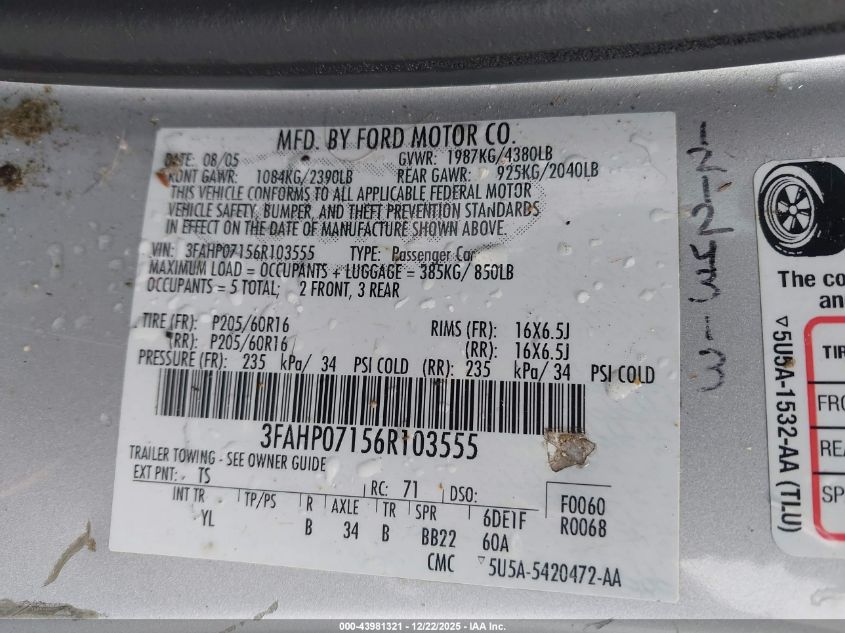 MFD. BY FORD MOTOR CO.
DATE: 08/05 GVWR: 1987KG/4380LB
FRONT GAWR: 1084KG/2390LB REAR GAWR: 925KG/2040LB
THIS VEHICLE CONFORMS TO ALL APPLICABLE FEDERAL MOTOR
VEHICLE SAFETY, BUMPER, AND THEFT PREVENTION STANDARDS
IN EFFECT ON THE DATE OF MANUFACTURE SHOWN ABOVE.
VIN: 3FAHP07156R103555 TYPE: Passenger Car
MAXIMUM LOAD = OCCUPANTS + LUGGAGE = 385KG/ 850LB
OCCUPANTS = 5 TOTAL; 2 FRONT, 3 REAR
TIRE (FR): P205/60R16 RIMS (FR): 16X6.5J
(RR): P205/60R16 (RR): 16X6.5J
PRESSURE (FR): 235 kPa/ 34 PSI COLD (RR): 235 kPa/ 34 PSI COLD
3FAHP07156R103555
TRAILER TOWING - SEE OWNER GUIDE
EXT PNT: TS RC: 71 DSO:
INT TR TP/PS R AXLE TR SPR 6DE1F F0060
YL B 34 B BB22 60A R0068
CMC ▽5U5A-5420472-AA
The co
an
▽5U5A-1532-AA (TLU)
TIR
FRO
REA
SP
000-43981321 - 12/22/2025 - IAA Inc.